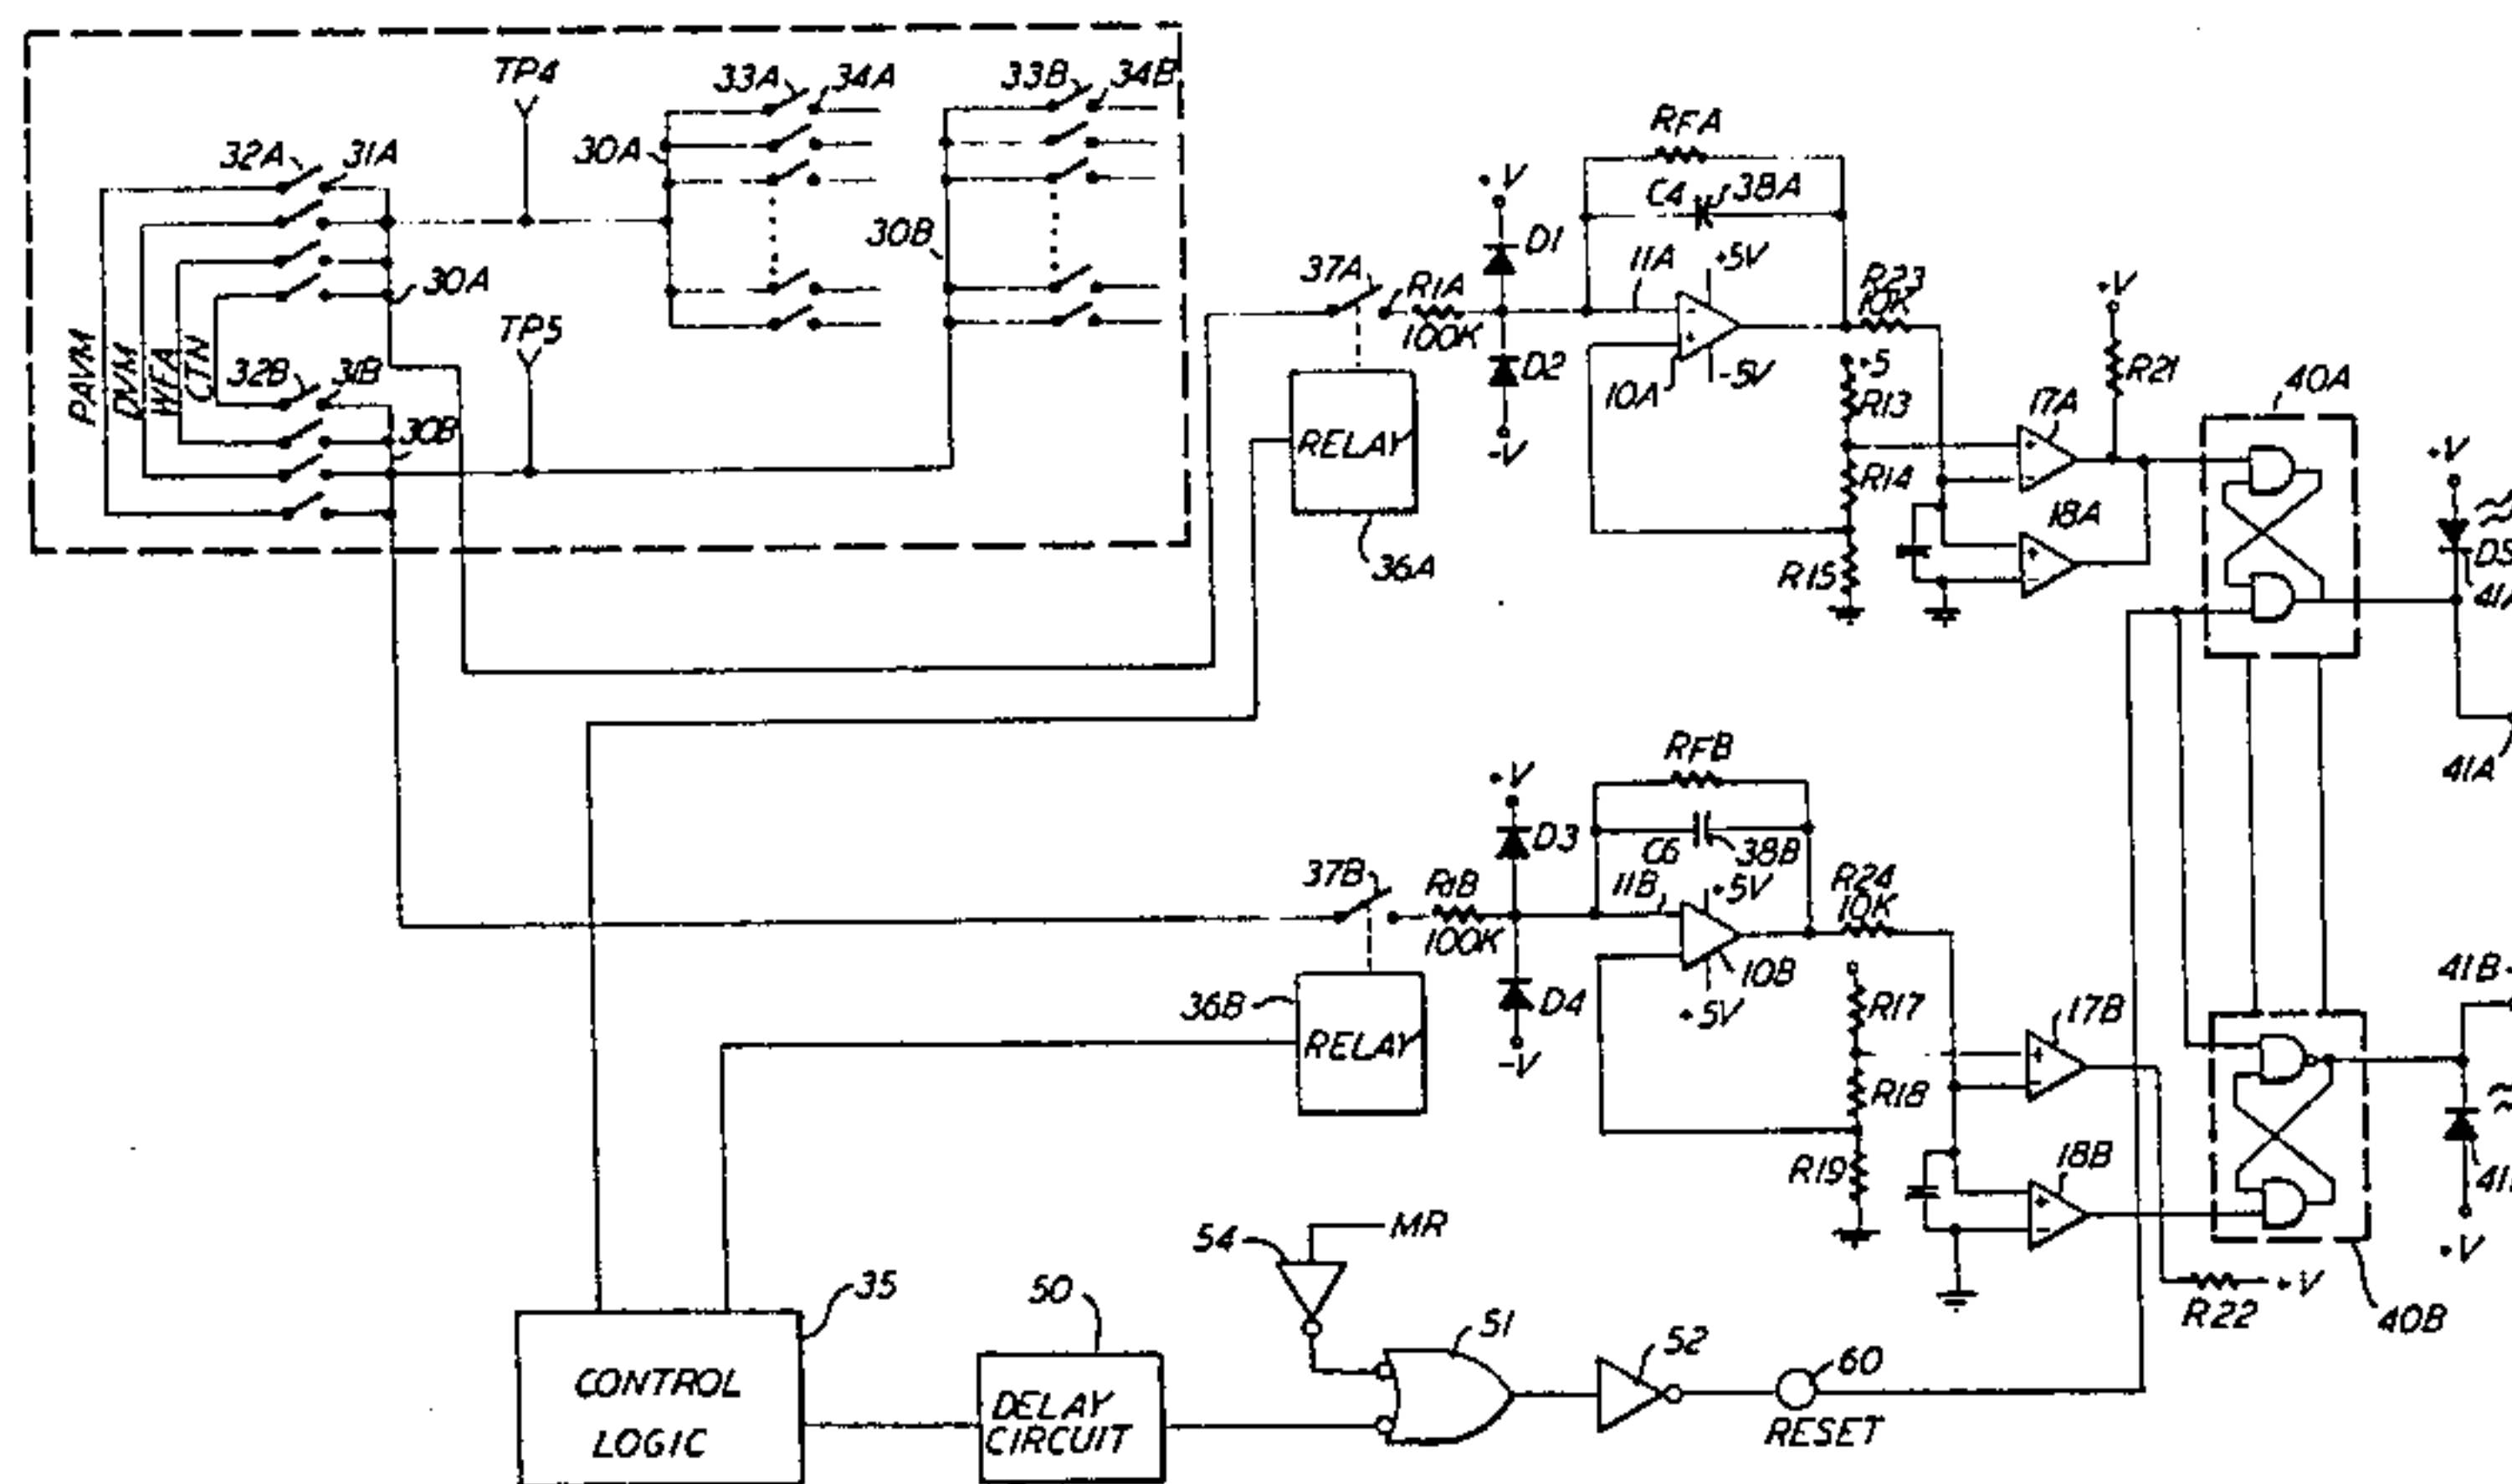 TP4
33A
34A
33B
34B
32A
31A
30A
30B
30A
TP5
PAVM
DVM
WFA
CTN
32B
31B
30B
RFA
+V
C4
38A
D1
11A
+5V
37A
R1A
100K
R23
10K
+V
D2
10A
-5V
-V
+5
R13
R21
17A
40A
RELAY
R14
+V
18A
36A
R15
D5
41A
RFB
+V
D3
C6
38B
37B
R1B
100K
11B
+5V
R24
10K
10B
D4
+5V
-V
36B
RELAY
R17
17B
41B
R18
R19
18B
+V
54
MR
R22
+V
40B
35
50
51
52
60
RESET
CONTROL
LOGIC
DELAY
CIRCUIT